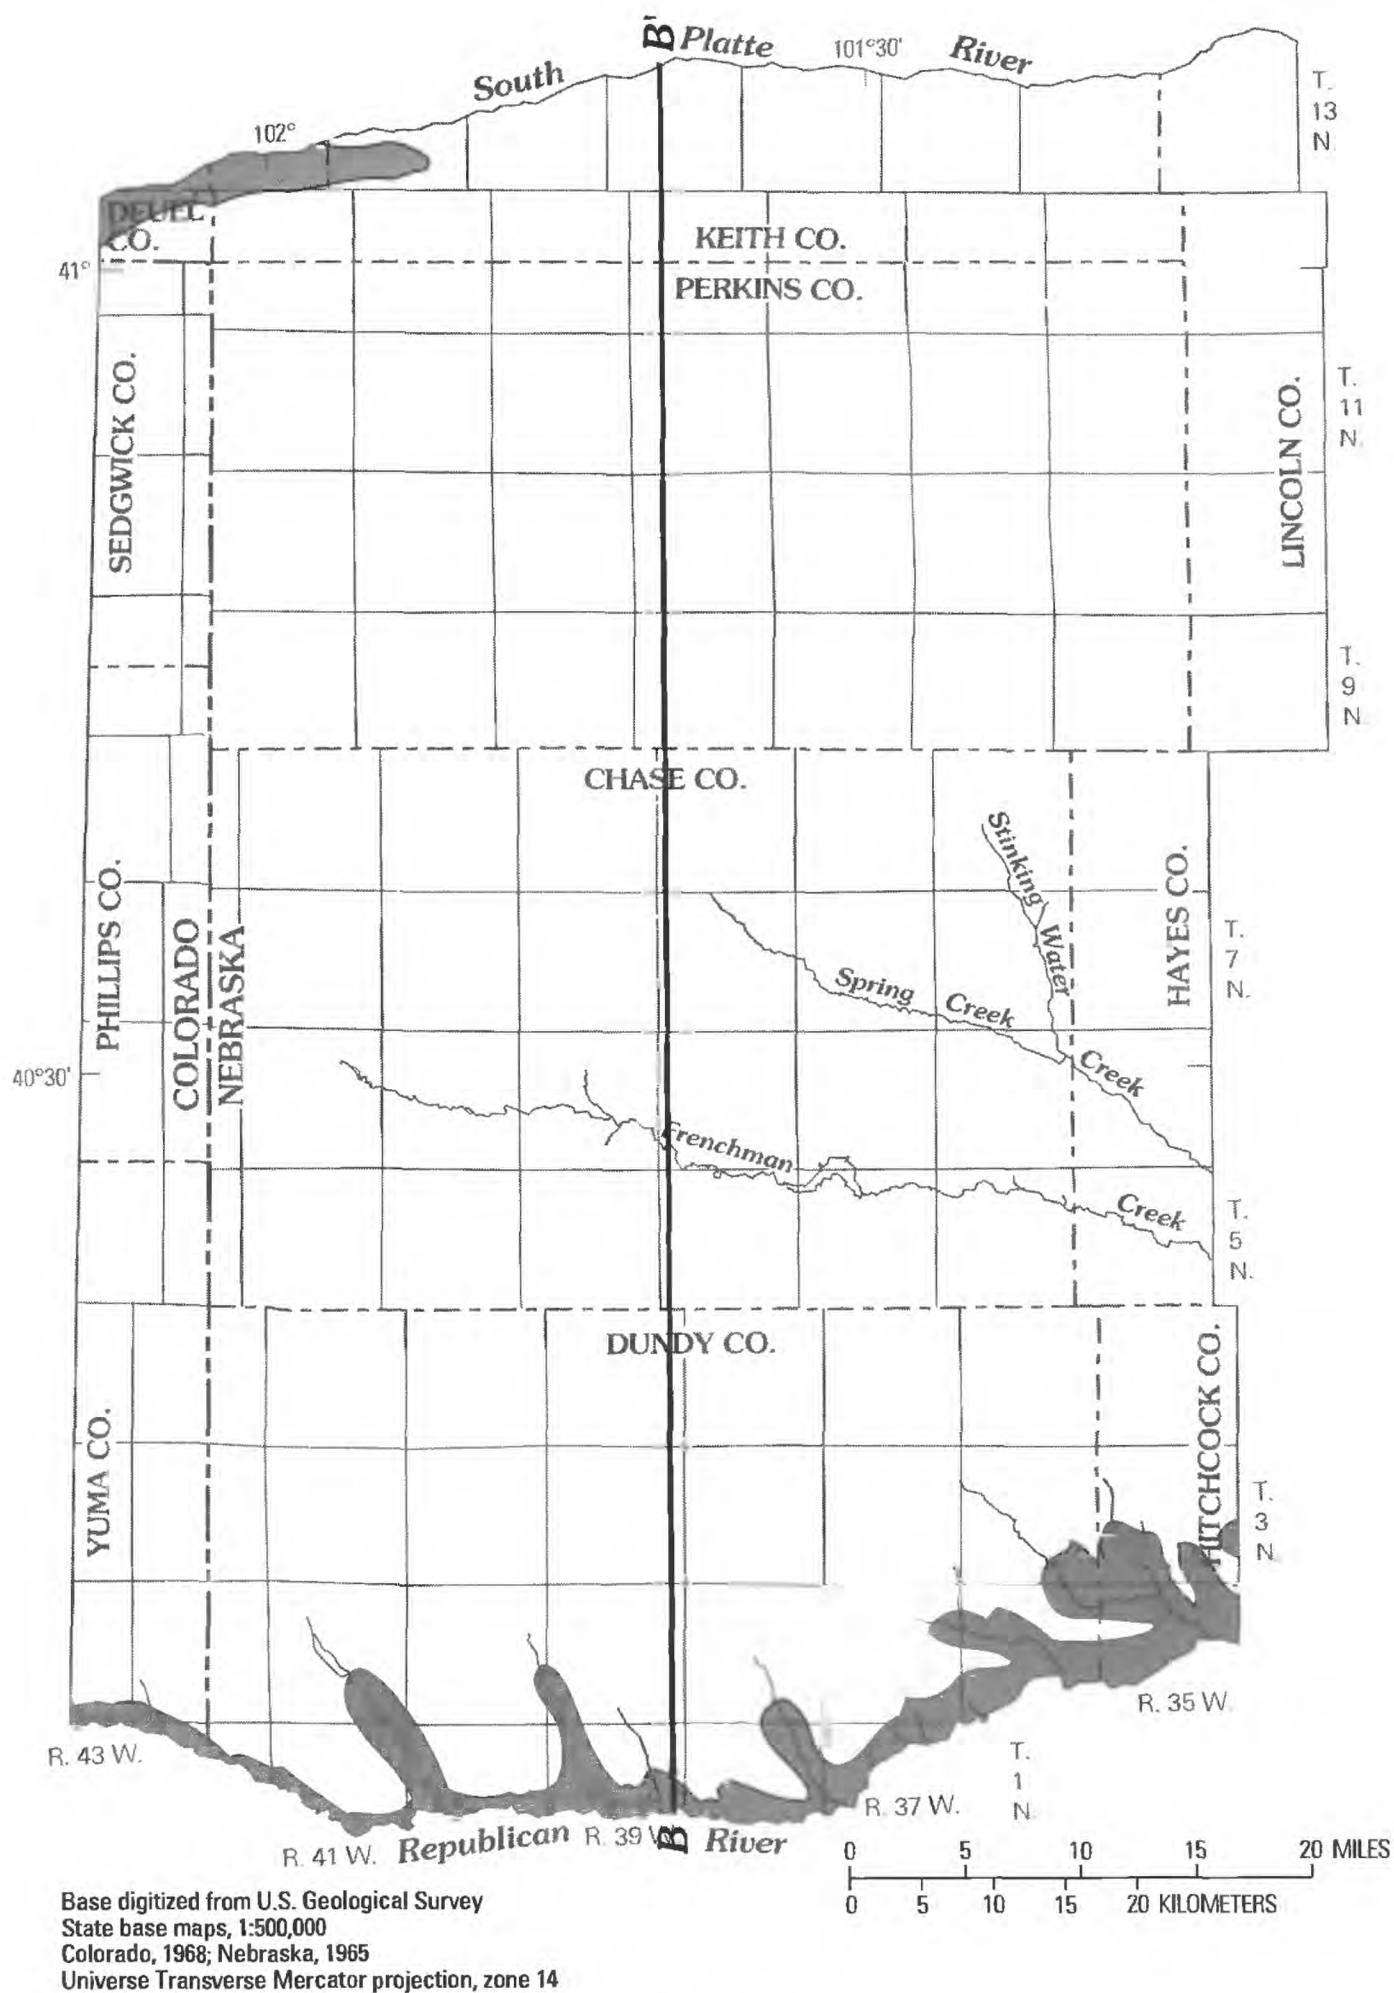 B'
South Platte River
101°30'
102°
T.
13
N.
DEUEL
CO.
KEITH CO.
41°
PERKINS CO.
SEDGWICK CO.
LINCOLN CO.
T.
11
N.
T.
9
N.
CHASE CO.
Stinking
Water
Creek
PHILLIPS CO.
COLORADO
NEBRASKA
HAYES CO.
T.
7
N.
Spring Creek
40°30'
Frenchman
Creek
T.
5
N.
DUNDY CO.
YUMA CO.
HITCHCOCK CO.
T.
3
N.
R. 35 W.
R. 43 W.
T.
1
N.
R. 37 W.
R. 41 W.
Republican River
R. 39 W.
B
0 5 10 15 20 MILES
0 5 10 15 20 KILOMETERS
Base digitized from U.S. Geological Survey
State base maps, 1:500,000
Colorado, 1968; Nebraska, 1965
Universe Transverse Mercator projection, zone 14